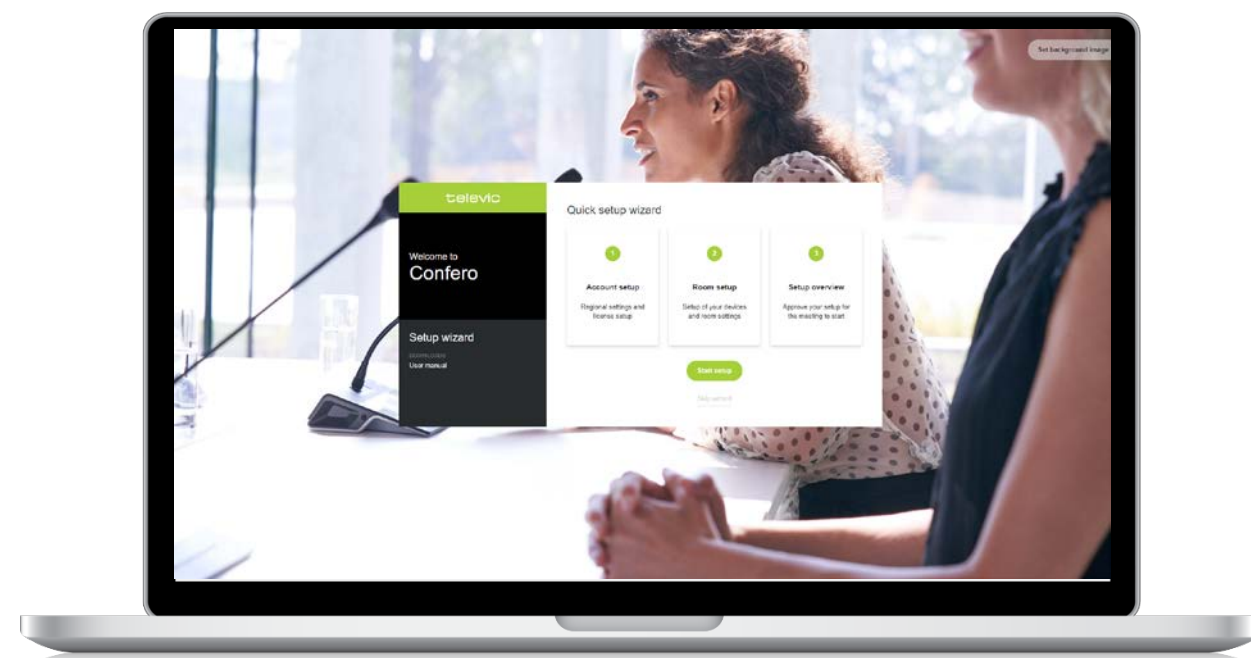 Set background image
televic
Welcome to
Confero
Setup wizard
User manual
Quick setup wizard
1
Account setup
Regional settings and
license setup
2
Room setup
Setup of your devices
and room settings
3
Setup overview
Approve your setup for
the meeting to start
Start setup